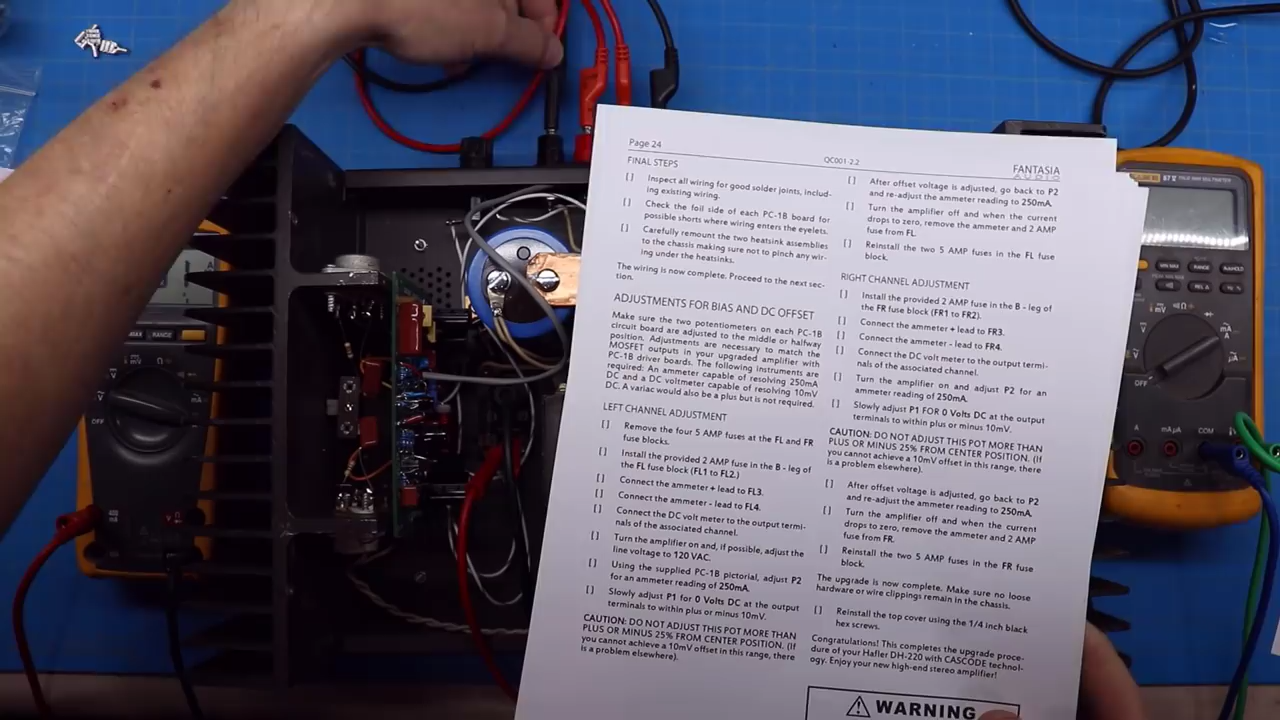 Page 24
QC001-2.2
FANTASIA
AUDIO
FINAL STEPS
[ ] Inspect all wiring for good solder joints, includ-
ing existing wiring.
[ ] Check the foil side of each PC-1B board for
possible shorts where wiring enters the eyelets.
[ ] Carefully remount the two heatsink assemblies
to the chassis making sure not to pinch any wir-
ing under the heatsinks.
The wiring is now complete. Proceed to the next sec-
tion.
ADJUSTMENTS FOR BIAS AND DC OFFSET
Make sure the two potentiometers on each PC-1B
circuit board are adjusted to the middle or halfway
position. Adjustments are necessary to match the
MOSFET outputs in your upgraded amplifier with
PC-1B driver boards. The following instruments are
required: An ammeter capable of resolving 250mA
DC and a DC voltmeter capable of resolving 10mV
DC. A variac would also be a plus but is not required.
LEFT CHANNEL ADJUSTMENT
[ ] Remove the four 5 AMP fuses at the FL and FR
fuse blocks.
[ ] Install the provided 2 AMP fuse in the B - leg of
the FL fuse block (FL1 to FL2.)
[ ] Connect the ammeter + lead to FL3.
[ ] Connect the ammeter - lead to FL4.
[ ] Connect the DC volt meter to the output termi-
nals of the associated channel.
[ ] Turn the amplifier on and, if possible, adjust the
line voltage to 120 VAC.
[ ] Using the supplied PC-1B pictorial, adjust P2
for an ammeter reading of 250mA.
[ ] Slowly adjust P1 for 0 Volts DC at the output
terminals to within plus or minus 10mV.
CAUTION: DO NOT ADJUST THIS POT MORE THAN
PLUS OR MINUS 25% FROM CENTER POSITION. (If
you cannot achieve a 10mV offset in this range, there
is a problem elsewhere).
[ ] After offset voltage is adjusted, go back to P2
and re-adjust the ammeter reading to 250mA.
[ ] Turn the amplifier off and when the current
drops to zero, remove the ammeter and 2 AMP
fuse from FL.
[ ] Reinstall the two 5 AMP fuses in the FL fuse
block.
RIGHT CHANNEL ADJUSTMENT
[ ] Install the provided 2 AMP fuse in the B - leg of
the FR fuse block (FR1 to FR2).
[ ] Connect the ammeter + lead to FR3.
[ ] Connect the ammeter - lead to FR4.
[ ] Connect the DC volt meter to the output termi-
nals of the associated channel.
[ ] Turn the amplifier on and adjust P2 for an
ammeter reading of 250mA.
[ ] Slowly adjust P1 FOR 0 Volts DC at the output
terminals to within plus or minus 10mV.
CAUTION: DO NOT ADJUST THIS POT MORE THAN
PLUS OR MINUS 25% FROM CENTER POSITION. (If
you cannot achieve a 10mV offset in this range, there
is a problem elsewhere).
[ ] After offset voltage is adjusted, go back to P2
and re-adjust the ammeter reading to 250mA.
[ ] Turn the amplifier off and when the current
drops to zero, remove the ammeter and 2 AMP
fuse from FR.
[ ] Reinstall the two 5 AMP fuses in the FR fuse
block.
The upgrade is now complete. Make sure no loose
hardware or wire clippings remain in the chassis.
[ ] Reinstall the top cover using the 1/4 inch black
hex screws.
Congratulations! This completes the upgrade proce-
dure of your Hafler DH-220 with CASCODE technol-
ogy. Enjoy your new high-end stereo amplifier!
WARNING
MIN MAX
RANGE
OFF
mV
V
mA
A
RANGE
OFF
V
mV
mA
A
A
mAµA
COM